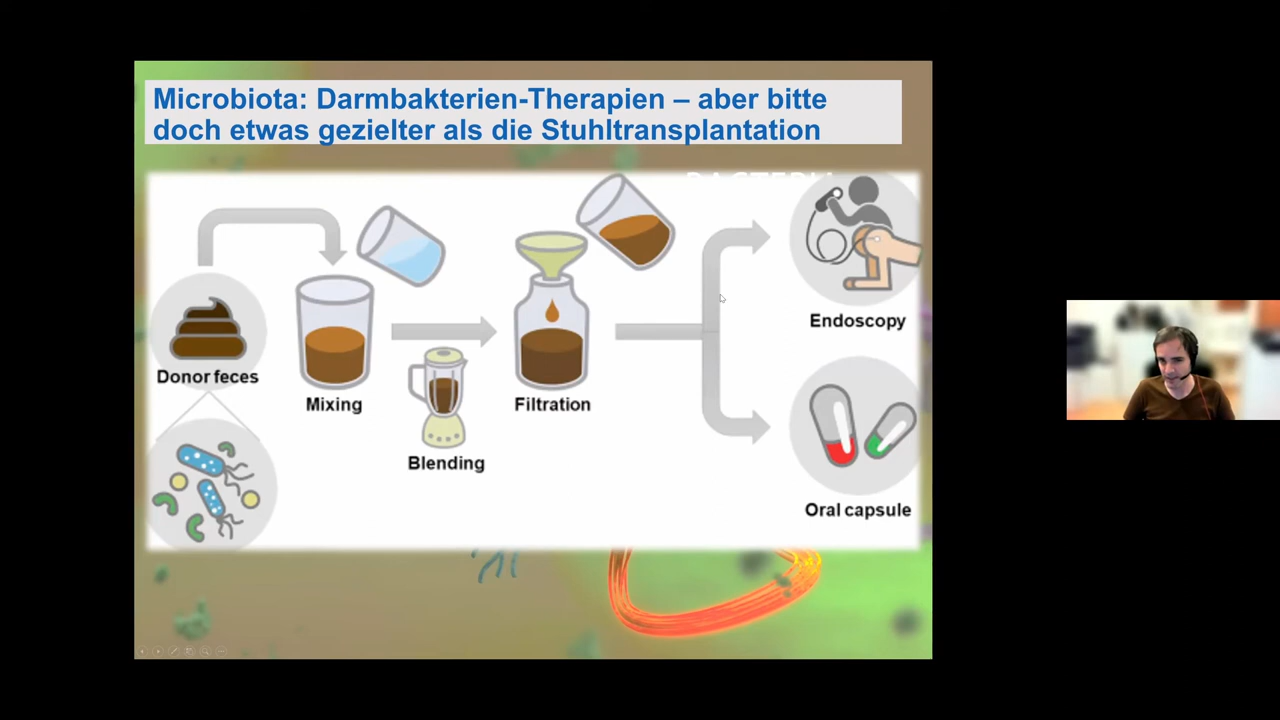 Microbiota: Darmbakterien-Therapien – aber bitte
doch etwas gezielter als die Stuhltransplantation
Donor feces
Mixing
Blending
Filtration
Endoscopy
Oral capsule